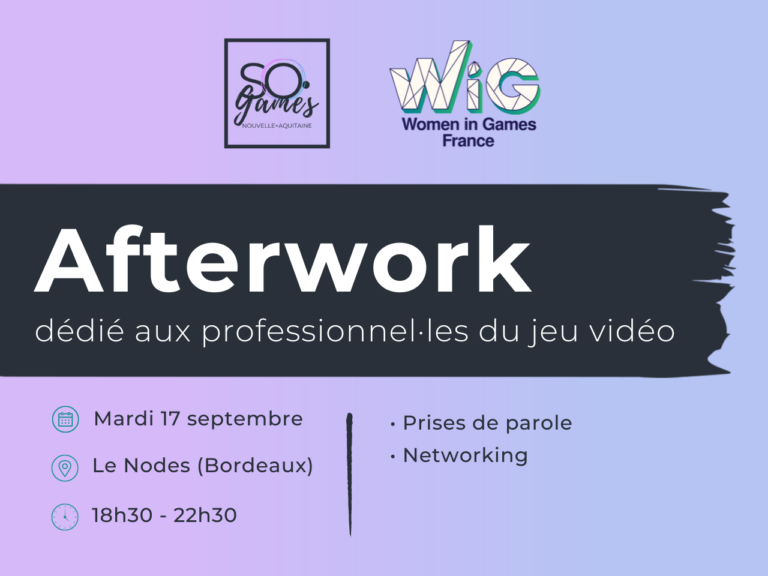 SO.
Games
NOUVELLE-AQUITAINE
WiG
Women in Games
France
Afterwork
dédié aux professionnel·les du jeu vidéo
Mardi 17 septembre
Le Nodes (Bordeaux)
18h30 - 22h30
• Prises de parole
• Networking